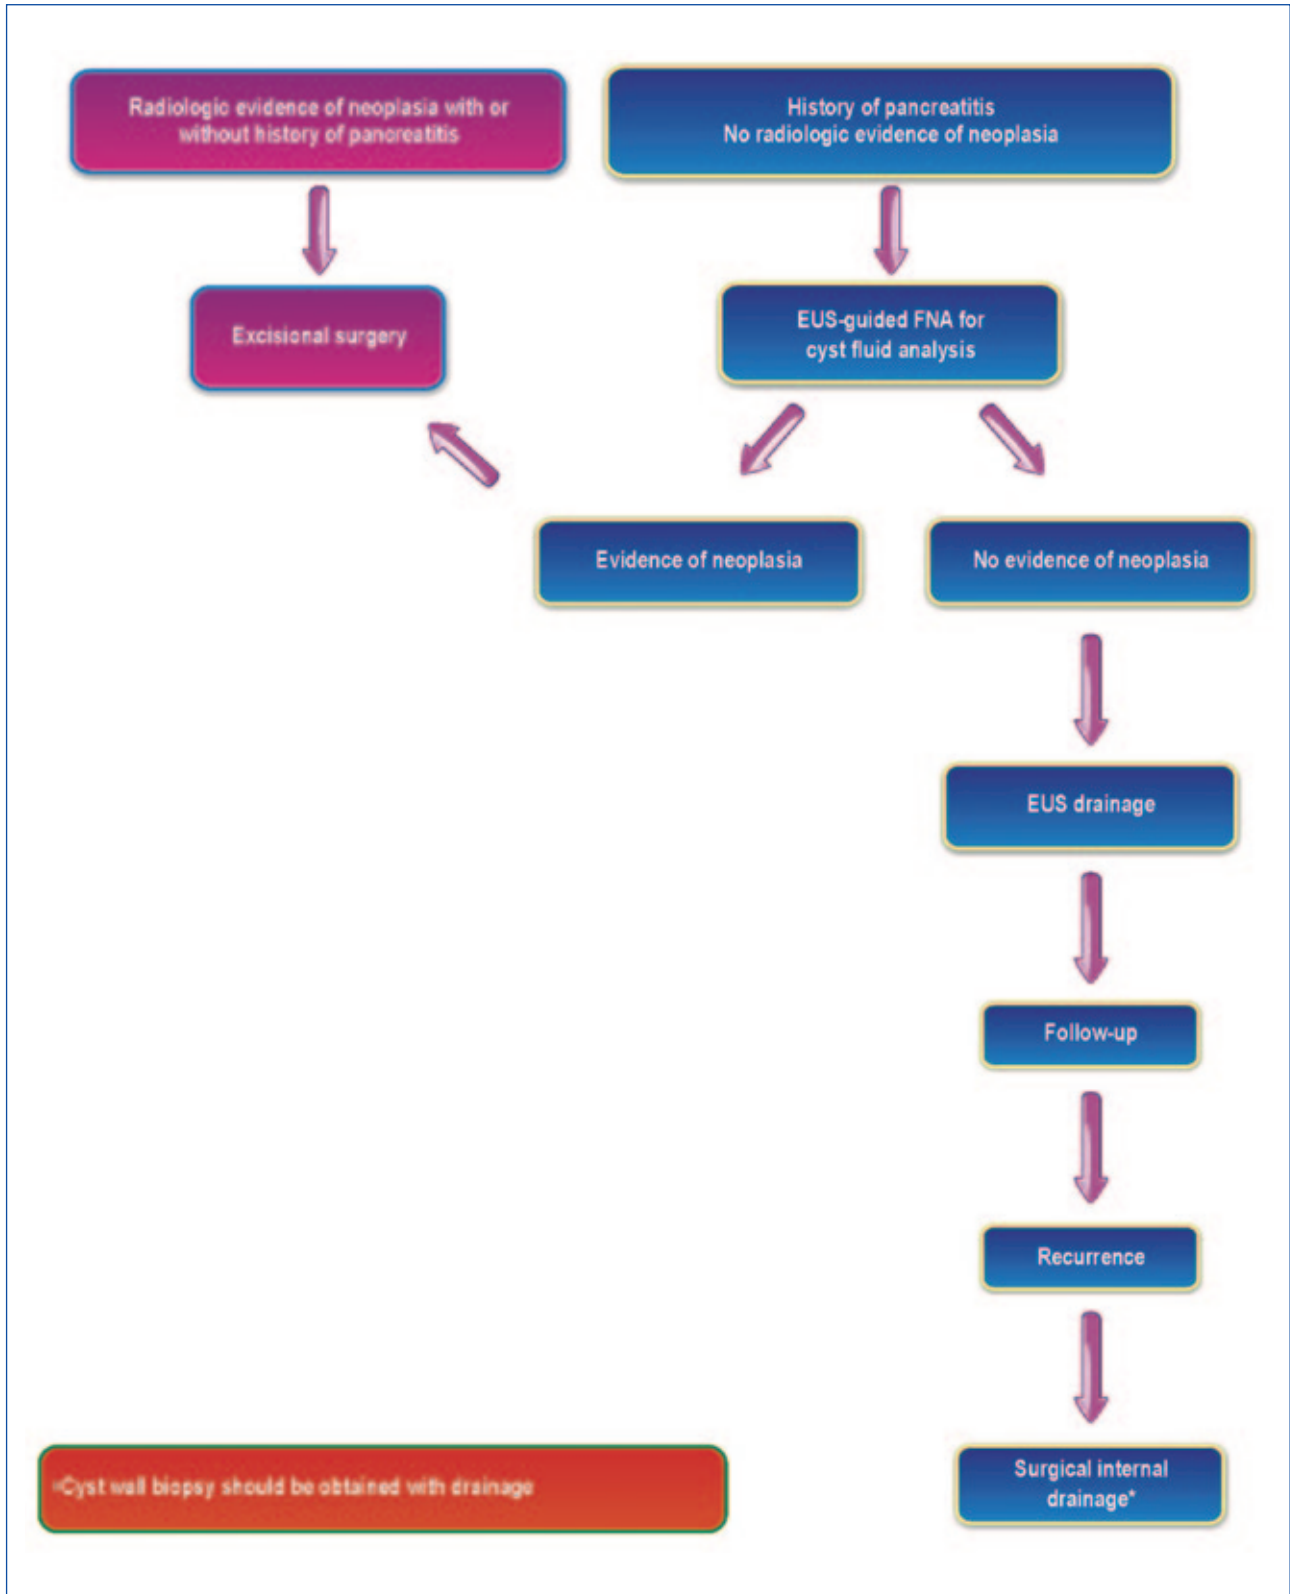 Radiologic evidence of neoplasia with or
without history of pancreatitis
History of pancreatitis
No radiologic evidence of neoplasia
Excisional surgery
EUS-guided FNA for
cyst fluid analysis
Evidence of neoplasia
No evidence of neoplasia
EUS drainage
Follow-up
Recurrence
Surgical internal
drainage*
*Cyst wall biopsy should be obtained with drainage